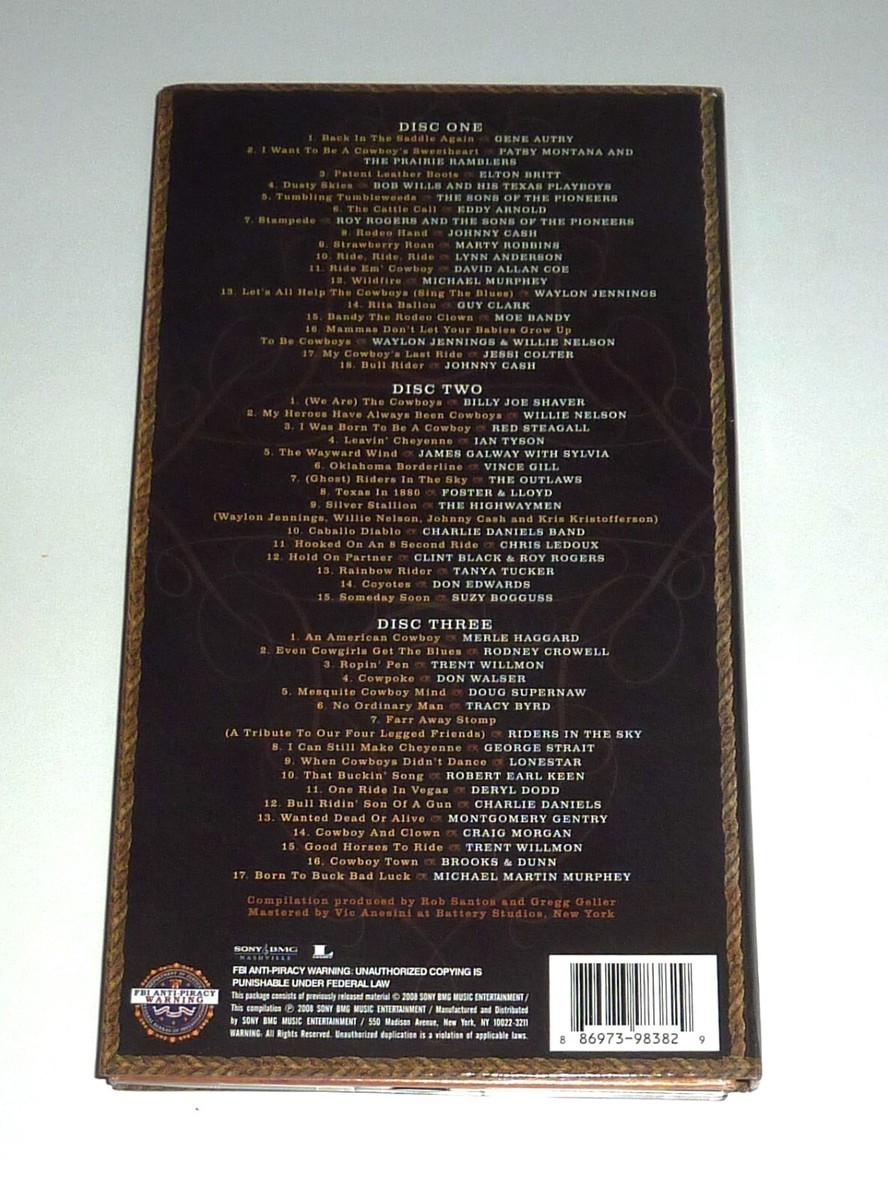 DISC ONE
1. Back In The Saddle Again GENE AUTRY
2. I Want To Be A Cowboy's Sweetheart PATSY MONTANA AND
THE PRAIRIE RAMBLERS
3. Patent Leather Boots ELTON BRITT
4. Dusty Skies BOB WILLS AND HIS TEXAS PLAYBOYS
5. Tumbling Tumbleweeds THE SONS OF THE PIONEERS
6. The Cattle Call EDDY ARNOLD
7. Stampede ROY ROGERS AND THE SONS OF THE PIONEERS
8. Rodeo Hand JOHNNY CASH
9. Strawberry Roan MARTY ROBBINS
10. Ride, Ride, Ride LYNN ANDERSON
11. Ride Em' Cowboy DAVID ALLAN COE
12. Wildfire MICHAEL MURPHEY
13. Let's All Help The Cowboys (Sing The Blues) WAYLON JENNINGS
14. Rita Ballou GUY CLARK
15. Bandy The Rodeo Clown MOE BANDY
16. Mammas Don't Let Your Babies Grow Up
To Be Cowboys WAYLON JENNINGS & WILLIE NELSON
17. My Cowboy's Last Ride JESSI COLTER
18. Bull Rider JOHNNY CASH
DISC TWO
1. (We Are) The Cowboys BILLY JOE SHAVER
2. My Heroes Have Always Been Cowboys WILLIE NELSON
3. I Was Born To Be A Cowboy RED STEAGALL
4. Leavin' Cheyenne IAN TYSON
5. The Wayward Wind JAMES GALWAY WITH SYLVIA
6. Oklahoma Borderline VINCE GILL
7. (Ghost) Riders In The Sky THE OUTLAWS
8. Texas In 1880 FOSTER & LLOYD
9. Silver Stallion THE HIGHWAYMEN
(Waylon Jennings, Willie Nelson, Johnny Cash and Kris Kristofferson)
10. Caballo Diablo CHARLIE DANIELS BAND
11. Hooked On An 8 Second Ride CHRIS LEDOUX
12. Hold On Partner CLINT BLACK & ROY ROGERS
13. Rainbow Rider TANYA TUCKER
14. Coyotes DON EDWARDS
15. Someday Soon SUZY BOGGUSS
DISC THREE
1. An American Cowboy MERLE HAGGARD
2. Even Cowgirls Get The Blues RODNEY CROWELL
3. Ropin' Pen TRENT WILLMON
4. Cowpoke DON WALSER
5. Mesquite Cowboy Mind DOUG SUPERNAW
6. No Ordinary Man TRACY BYRD
7. Farr Away Stomp
(A Tribute To Our Four Legged Friends) RIDERS IN THE SKY
8. I Can Still Make Cheyenne GEORGE STRAIT
9. When Cowboys Didn't Dance LONESTAR
10. That Buckin' Song ROBERT EARL KEEN
11. One Ride In Vegas DERYL DODD
12. Bull Ridin' Son Of A Gun CHARLIE DANIELS
13. Wanted Dead Or Alive MONTGOMERY GENTRY
14. Cowboy And Clown CRAIG MORGAN
15. Good Horses To Ride TRENT WILLMON
16. Cowboy Town BROOKS & DUNN
17. Born To Buck Bad Luck MICHAEL MARTIN MURPHEY
Compilation produced by Rob Santos and Gregg Geller
Mastered by Vic Anesini at Battery Studios, New York
SONY BMG
NASHVILLE
L
FBI ANTI-PIRACY
WARNING
FBI ANTI-PIRACY WARNING: UNAUTHORIZED COPYING IS
PUNISHABLE UNDER FEDERAL LAW
This package consists of previously released material © 2008 SONY BMG MUSIC ENTERTAINMENT/
This compilation ℗ 2008 SONY BMG MUSIC ENTERTAINMENT / Manufactured and Distributed
by SONY BMG MUSIC ENTERTAINMENT / 550 Madison Avenue, New York, NY 10022-3211
WARNING: All Rights Reserved. Unauthorized duplication is a violation of applicable laws.
8 86973-98382 9